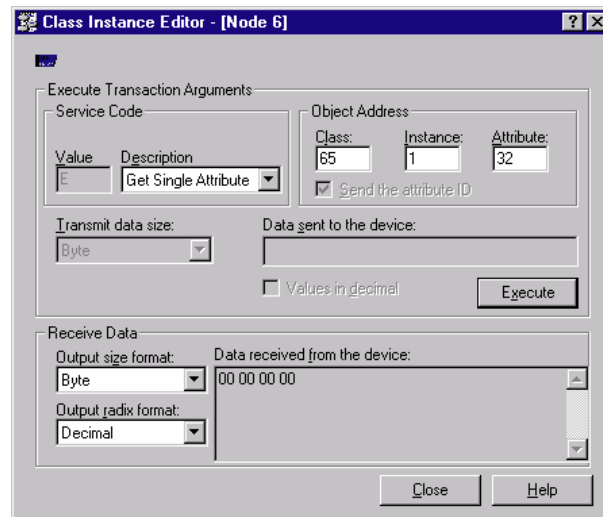 Class Instance Editor - [Node 6]
Execute Transaction Arguments
Service Code
Object Address
Value
Description
E
Get Single Attribute
Class:
Instance:
Attribute:
65
1
32
Send the attribute ID
Transmit data size:
Data sent to the device:
Byte
Values in decimal
Execute
Receive Data
Output size format:
Data received from the device:
Byte
00 00 00 00
Output radix format:
Decimal
Close
Help